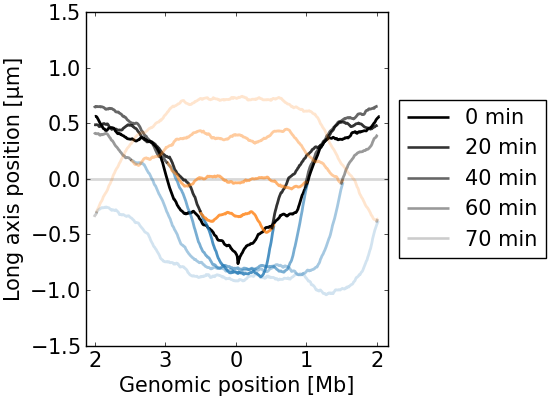 1.5
1.0
0.5
0.0
−0.5
−1.0
−1.5
Long axis position [μm]
2 3 0 1 2
Genomic position [Mb]
0 min
20 min
40 min
60 min
70 min